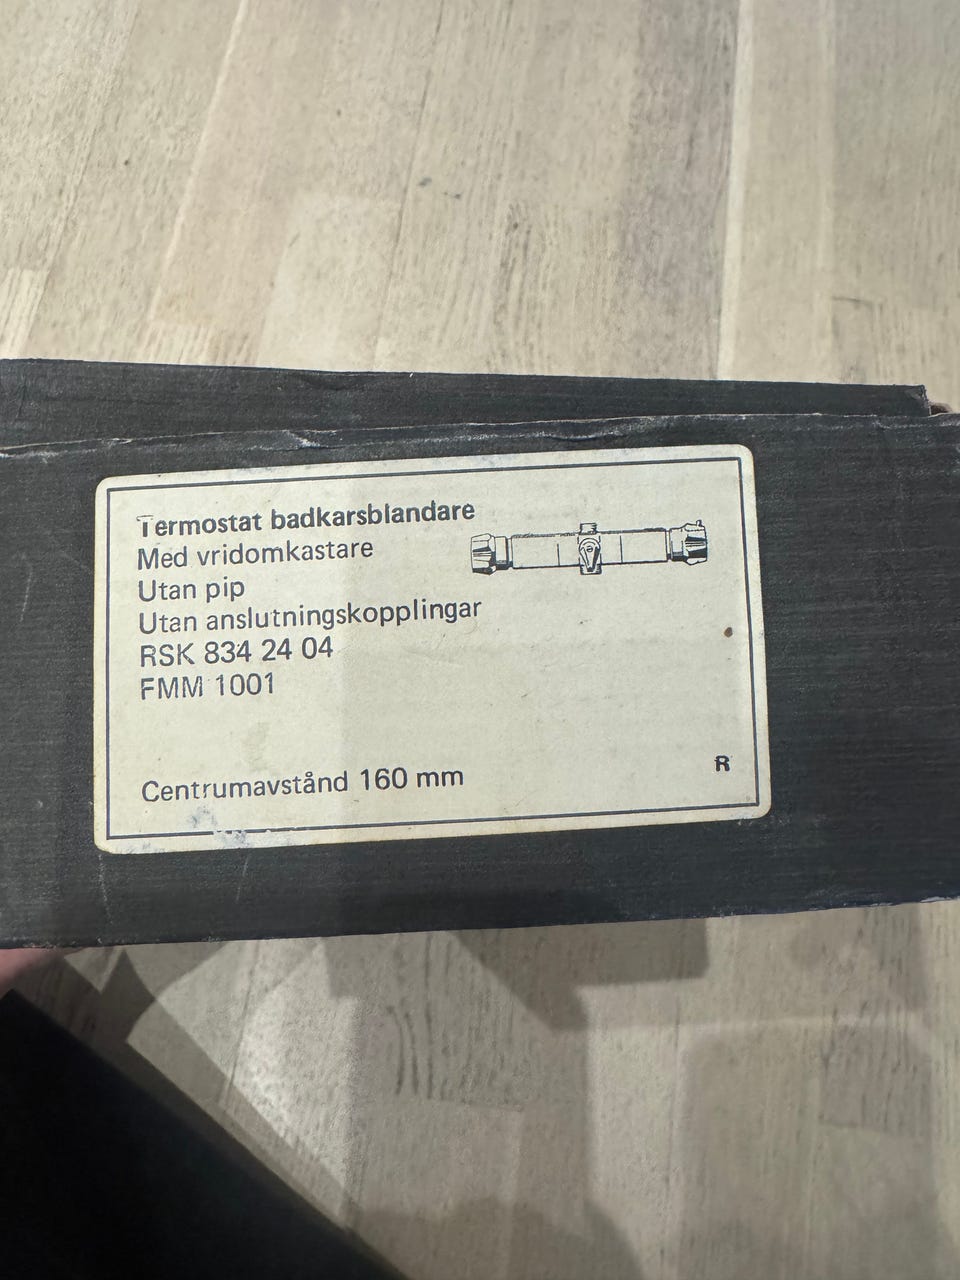 Termostat badkarsblandare
Med vridomkastare
Utan pip
Utan anslutningskopplingar
RSK 834 24 04
FMM 1001
Centrumavstånd 160 mm
R